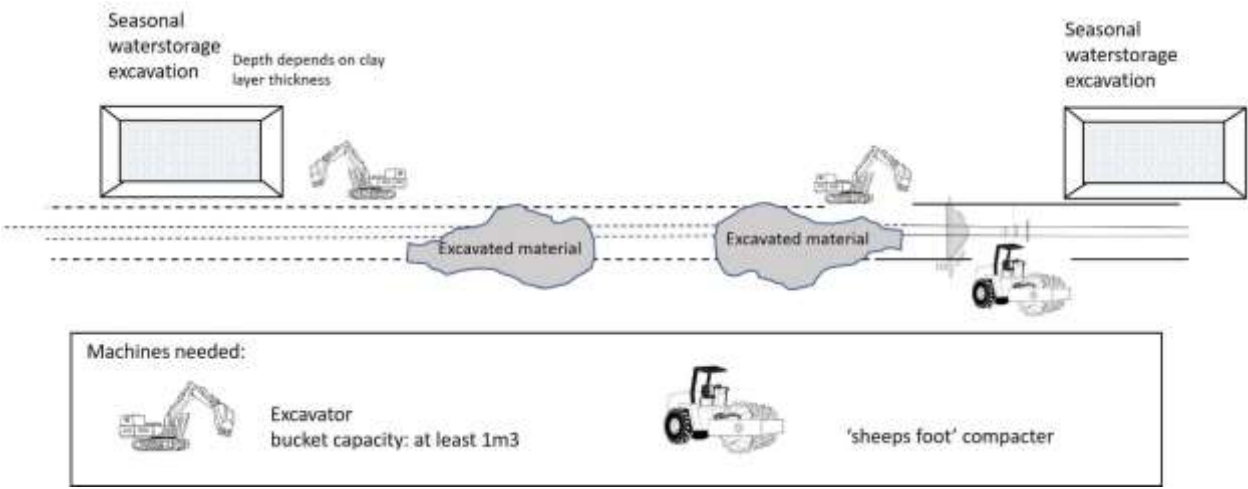 Seasonal
waterstorage
excavation
Depth depends on clay
layer thickness
Seasonal
waterstorage
excavation
Excavated material
Excavated material
Machines needed:
Excavator
bucket capacity: at least 1m3
'sheeps foot' compacter